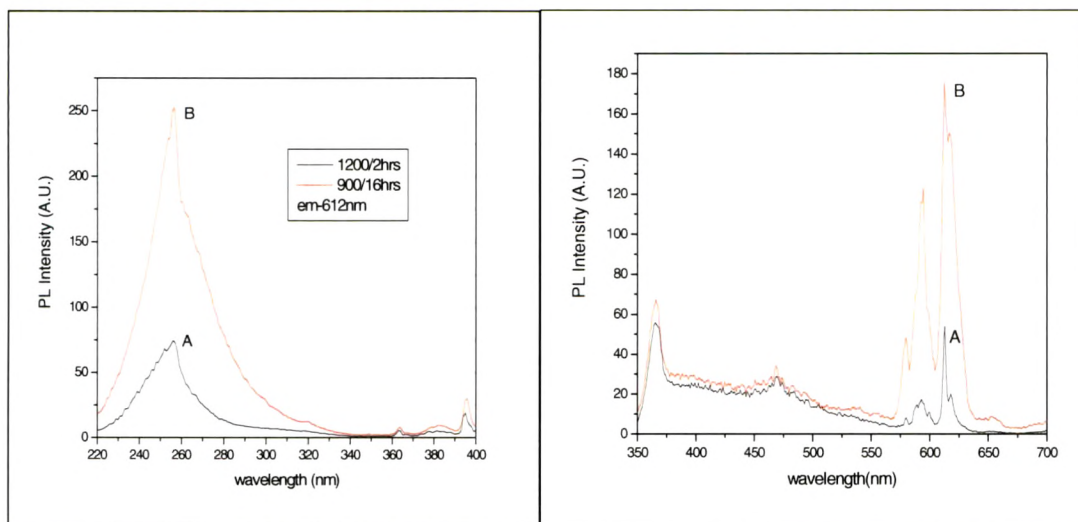 250
200
150
100
50
0
PL Intensity (A.U.)
B
A
1200/2hrs
900/16hrs
em-612nm
220 240 260 280 300 320 340 360 380 400
wavelength (nm)
180
160
140
120
100
80
60
40
20
0
PL Intensity (A.U.)
B
A
350 400 450 500 550 600 650 700
wavelength(nm)